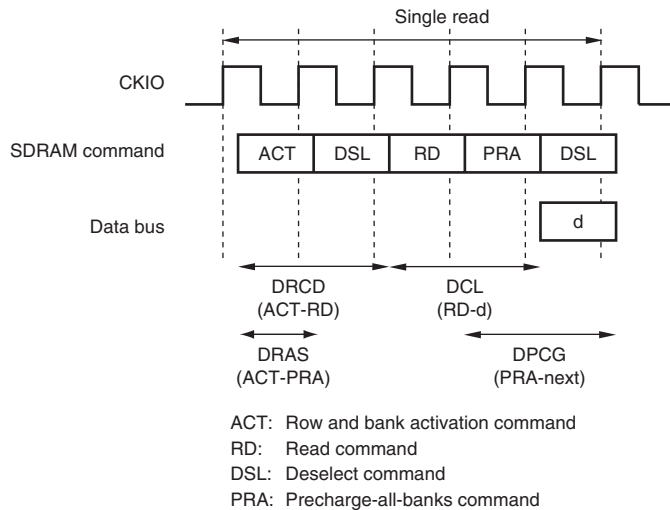 Single read
CKIO
SDRAM command
ACT DSL RD PRA DSL
Data bus
d
DRCD
(ACT-RD)
DCL
(RD-d)
DRAS
(ACT-PRA)
DPCG
(PRA-next)
ACT: Row and bank activation command
RD: Read command
DSL: Deselect command
PRA: Precharge-all-banks command